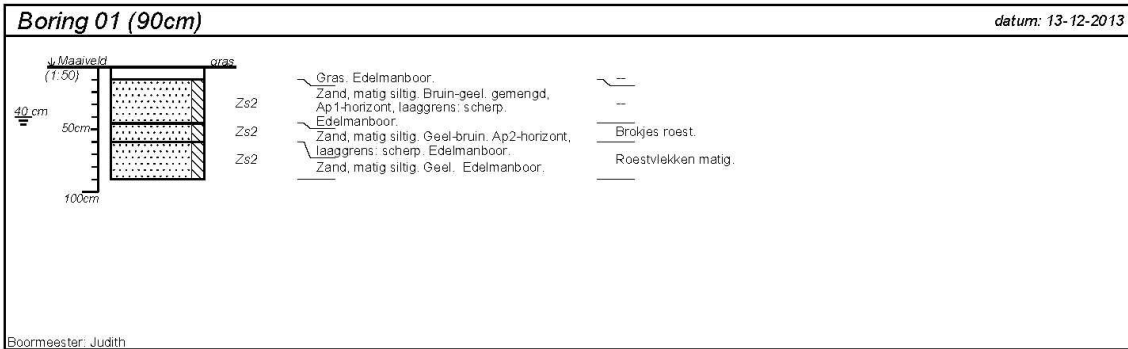 Boring 01 (90cm)
datum: 13-12-2013
↓ Maaiveld
gras
(1:50)
Gras. Edelmanboor.
--
Zs2
Zand, matig siltig. Bruin-geel. gemengd,
Ap1-horizont, laaggrens: scherp.
--
40 cm
Edelmanboor.
50cm
Zs2
Zand, matig siltig. Geel-bruin. Ap2-horizont,
Brokjes roest.
laaggrens: scherp. Edelmanboor.
Zs2
Zand, matig siltig. Geel. Edelmanboor.
Roestvlekken matig.
100cm
Boormeester: Judith